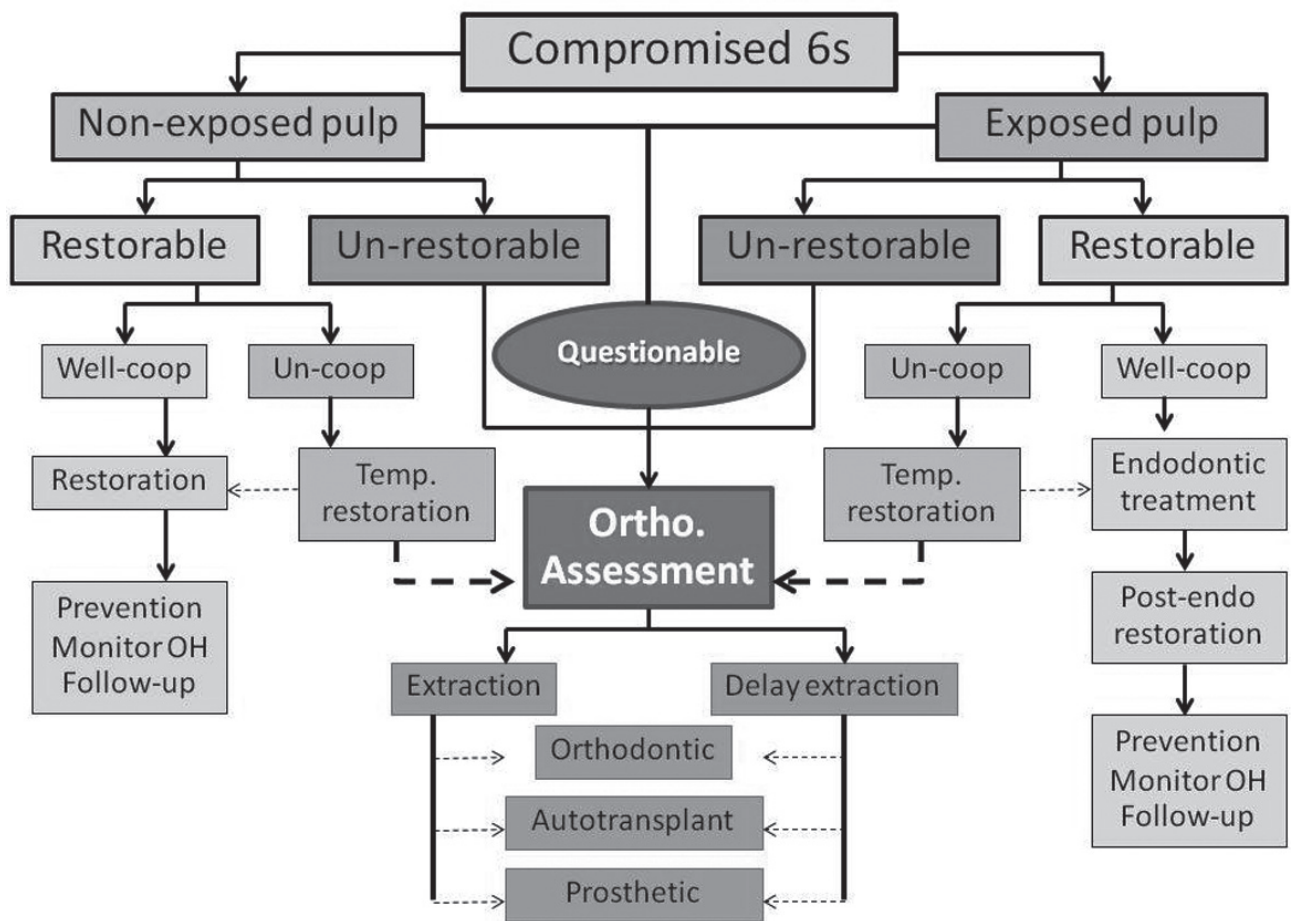 Compromised 6s
Non-exposed pulp
Exposed pulp
Restorable
Un-restorable
Un-restorable
Restorable
Well-coop
Un-coop
Questionable
Un-coop
Well-coop
Restoration
Temp.
restoration
Temp.
restoration
Endodontic
treatment
Ortho.
Assessment
Prevention
Monitor OH
Follow-up
Post-endo
restoration
Extraction
Delay extraction
Orthodontic
Autotransplant
Prosthetic
Prevention
Monitor OH
Follow-up